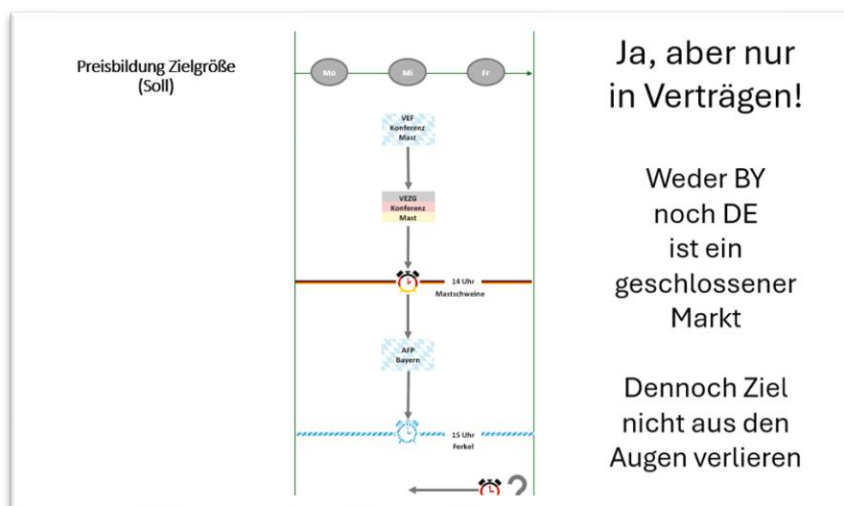 Preisbildung Zielgröße
(Soll)
Mo
Mi
Fr
VEF
Konferenz
Mast
VEZG
Konferenz
Mast
14 Uhr
Mastschweine
AFP
Bayern
15 Uhr
Ferkel
?
Ja, aber nur
in Verträgen!
Weder BY
noch DE
ist ein
geschlossener
Markt
Dennoch Ziel
nicht aus den
Augen verlieren